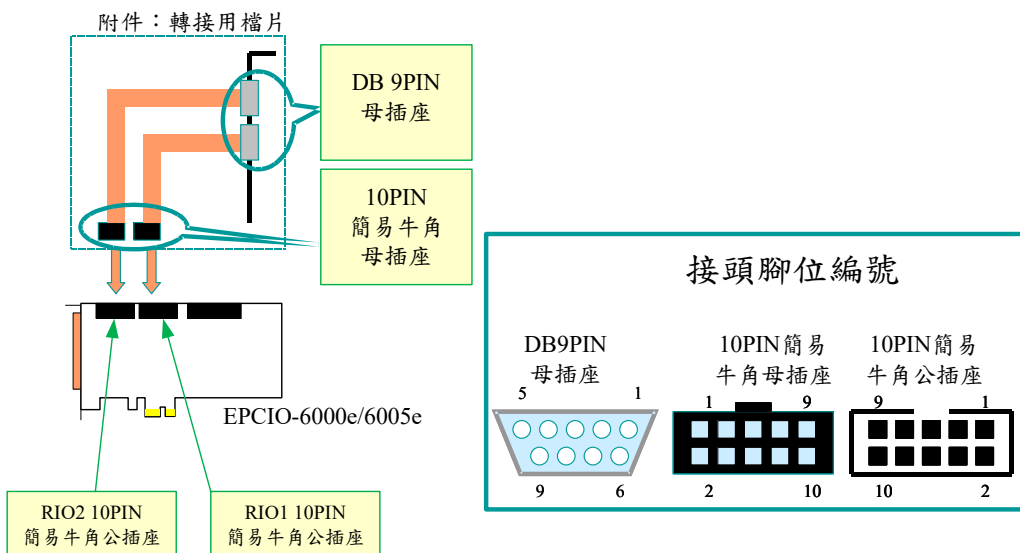 附件：轉接用檔片
DB 9PIN
母插座
10PIN
簡易牛角
母插座
EPCIO-6000e/6005e
RIO2 10PIN
簡易牛角公插座
RIO1 10PIN
簡易牛角公插座
接頭腳位編號
DB9PIN
母插座
5 1
9 6
10PIN簡易
牛角母插座
1 9
2 10
10PIN簡易
牛角公插座
9 1
10 2